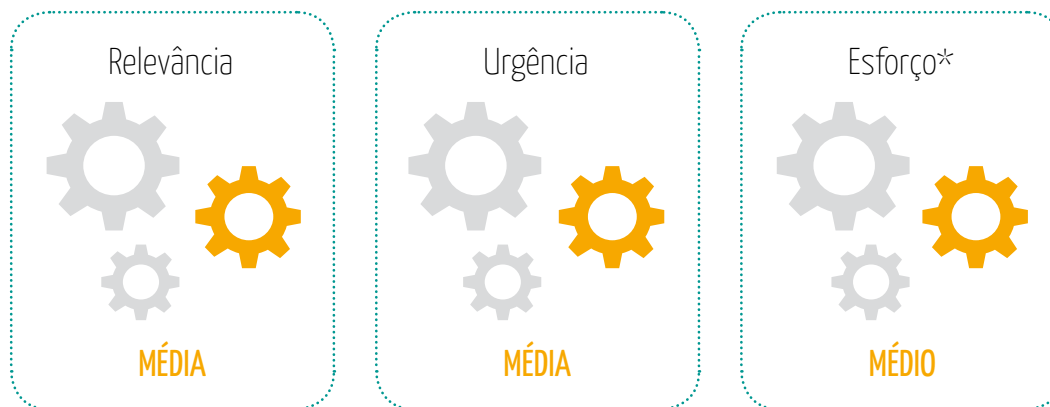 Relevância
Urgência
Esforço*
MÉDIA
MÉDIA
MÉDIO